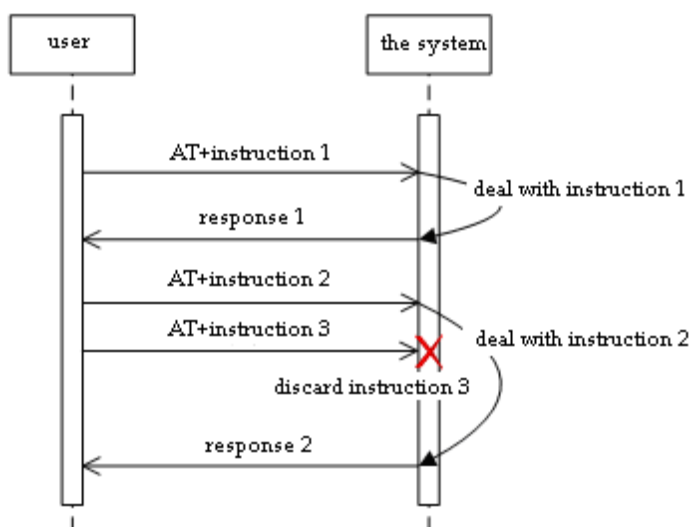 user
the system
AT+instruction 1
deal with instruction 1
response 1
AT+instruction 2
AT+instruction 3
deal with instruction 2
discard instruction 3
response 2